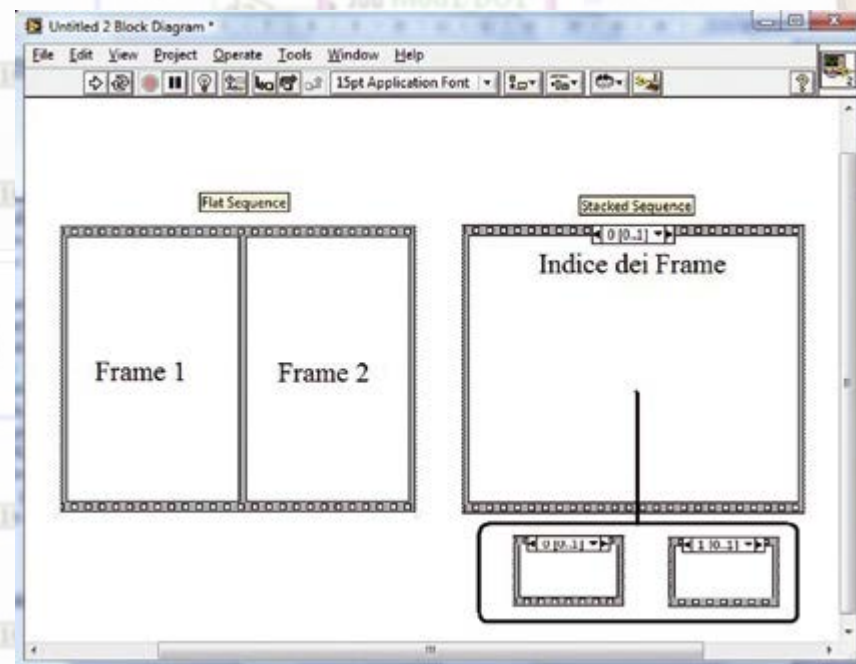 Untitled 2 Block Diagram *
File Edit View Project Operate Tools Window Help
15pt Application Font
2
Flat Sequence
Stacked Sequence
0 [0..1]
Indice dei Frame
Frame 1
Frame 2
0 [0..1]
1 [0..1]